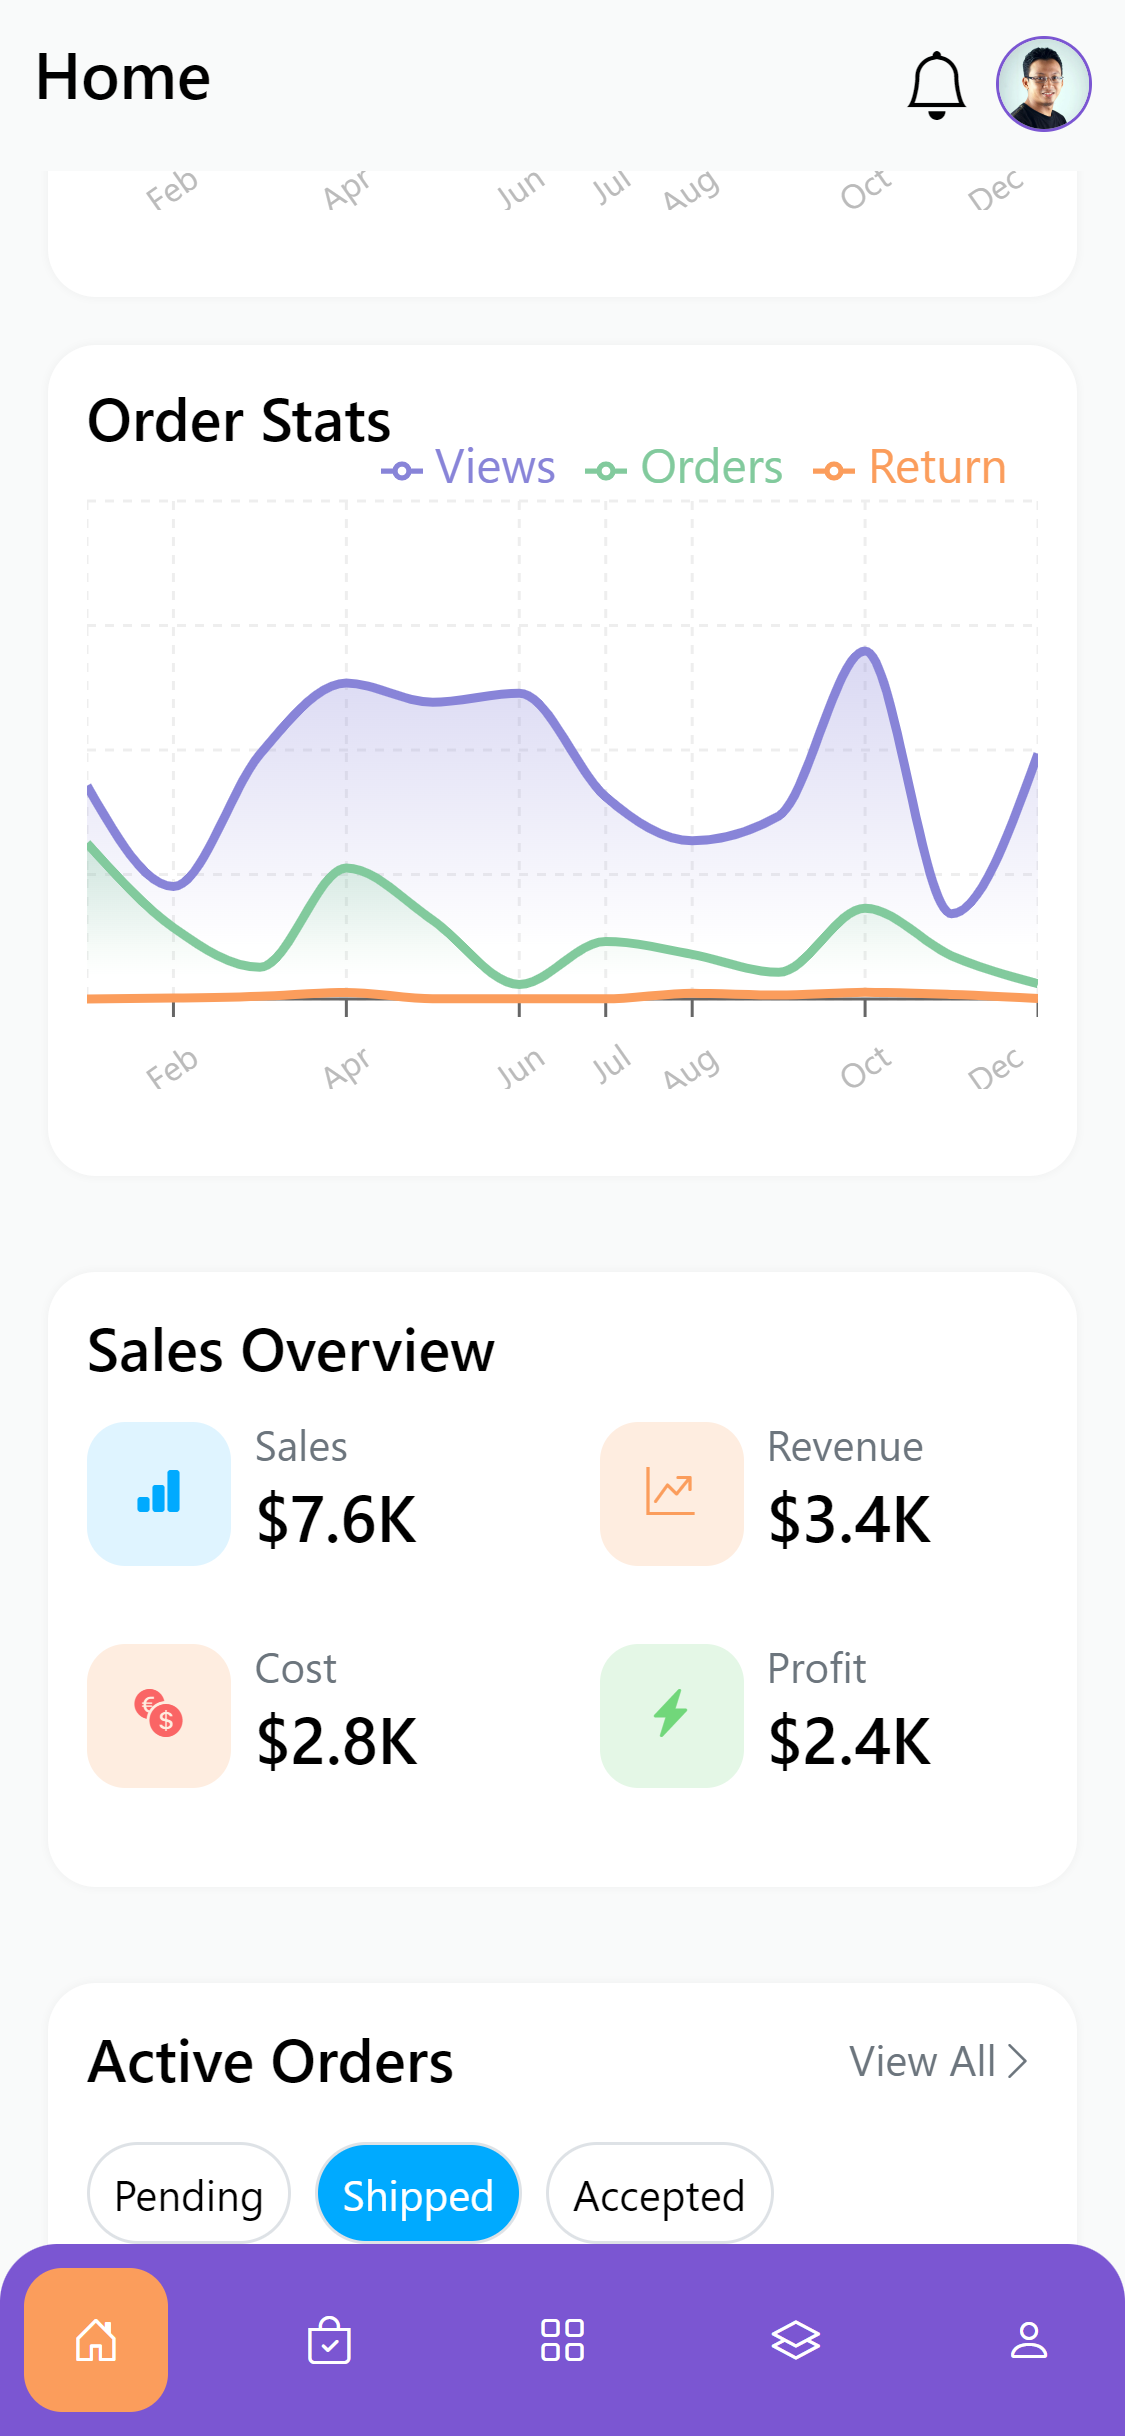 Home
Feb Apr Jun Jul Aug Oct Dec
Order Stats
Views Orders Return
Feb Apr Jun Jul Aug Oct Dec
Sales Overview
Sales
$7.6K
Revenue
$3.4K
Cost
$2.8K
Profit
$2.4K
Active Orders
View All
Pending Shipped Accepted